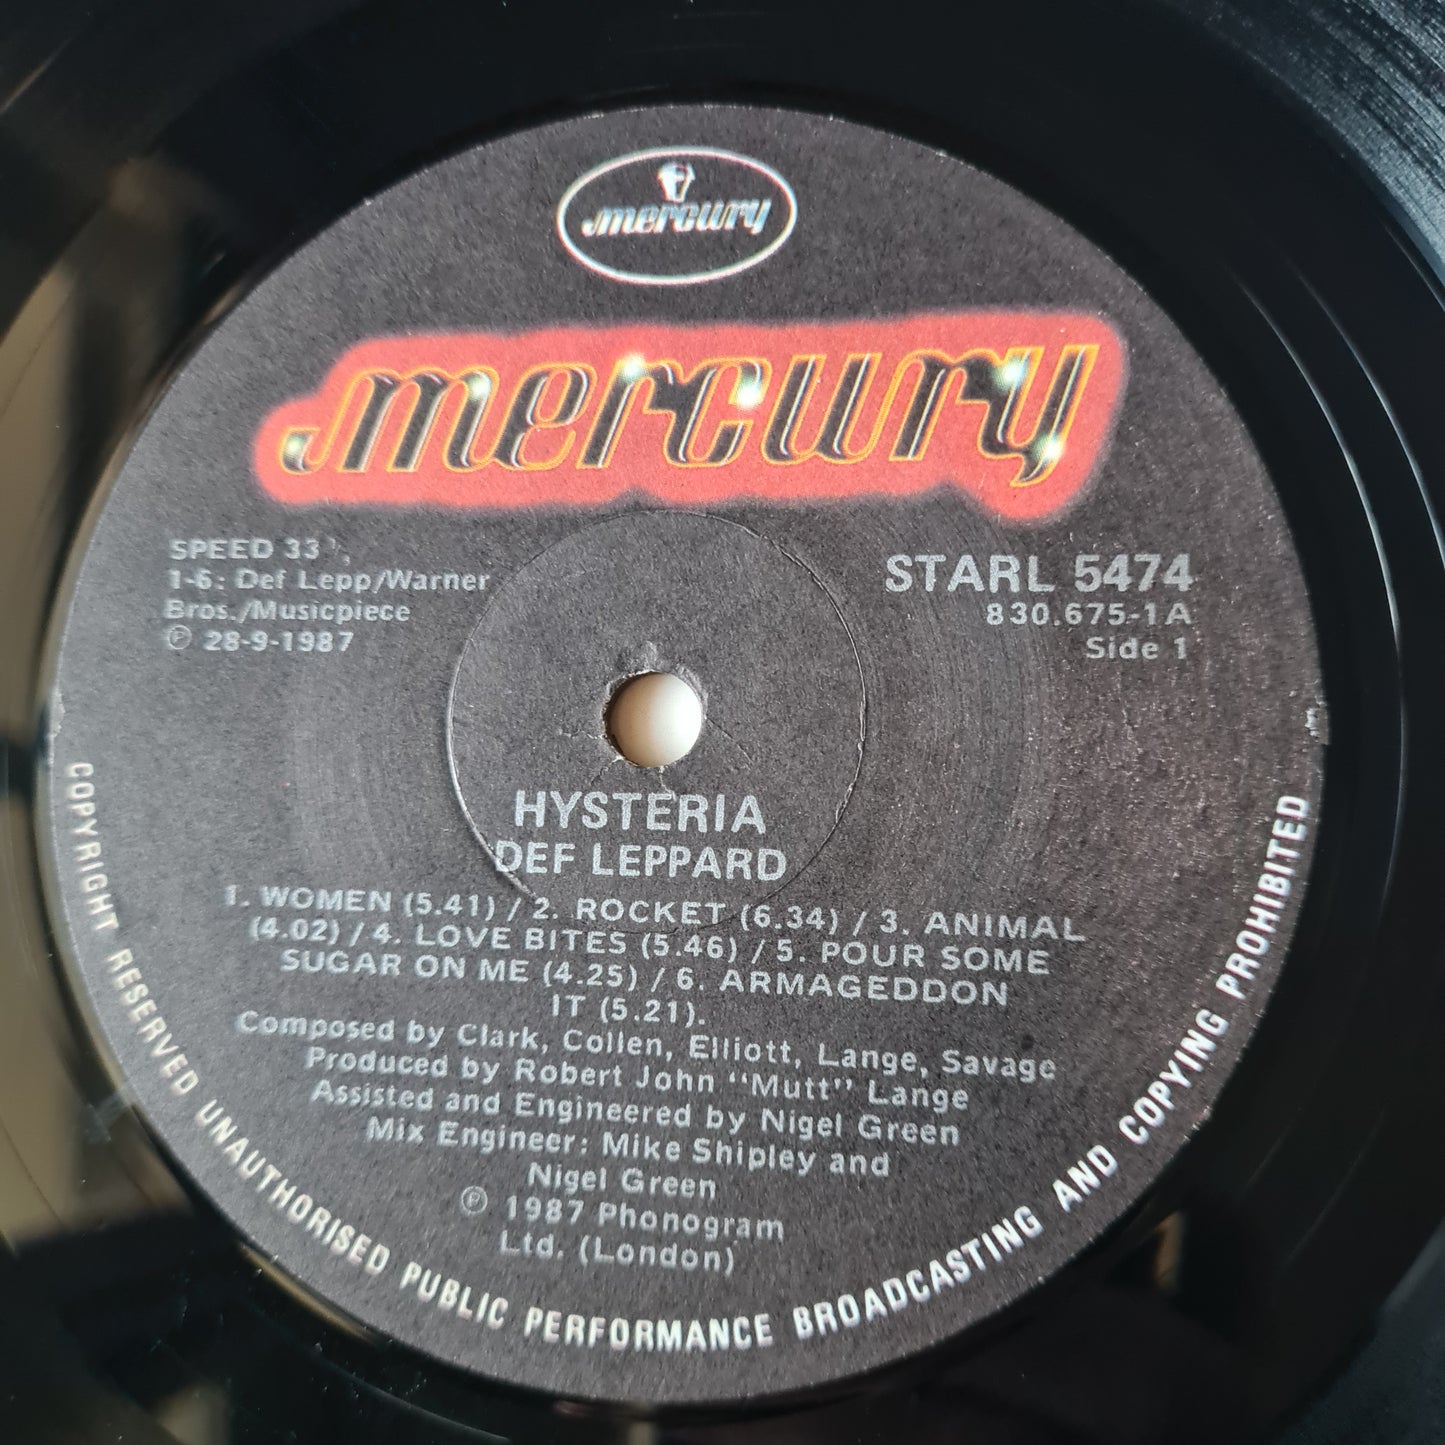 mercury
mercury
SPEED 33
1-6: Def Lepp/Warner
Bros./Musicpiece
Ⓟ 28-9-1987
STARL 5474
830.675-1A
Side 1
HYSTERIA
DEF LEPPARD
1. WOMEN (5.41) / 2. ROCKET (6.34) / 3. ANIMAL
(4.02) / 4. LOVE BITES (5.46) / 5. POUR SOME
SUGAR ON ME (4.25) / 6. ARMAGEDDON
IT (5.21).
Composed by Clark, Collen, Elliott, Lange, Savage
Produced by Robert John "Mutt" Lange
Assisted and Engineered by Nigel Green
Mix Engineer: Mike Shipley and
Nigel Green
Ⓟ 1987 Phonogram
Ltd. (London)
COPYRIGHT RESERVED UNAUTHORISED PUBLIC PERFORMANCE BROADCASTING AND COPYING PROHIBITED